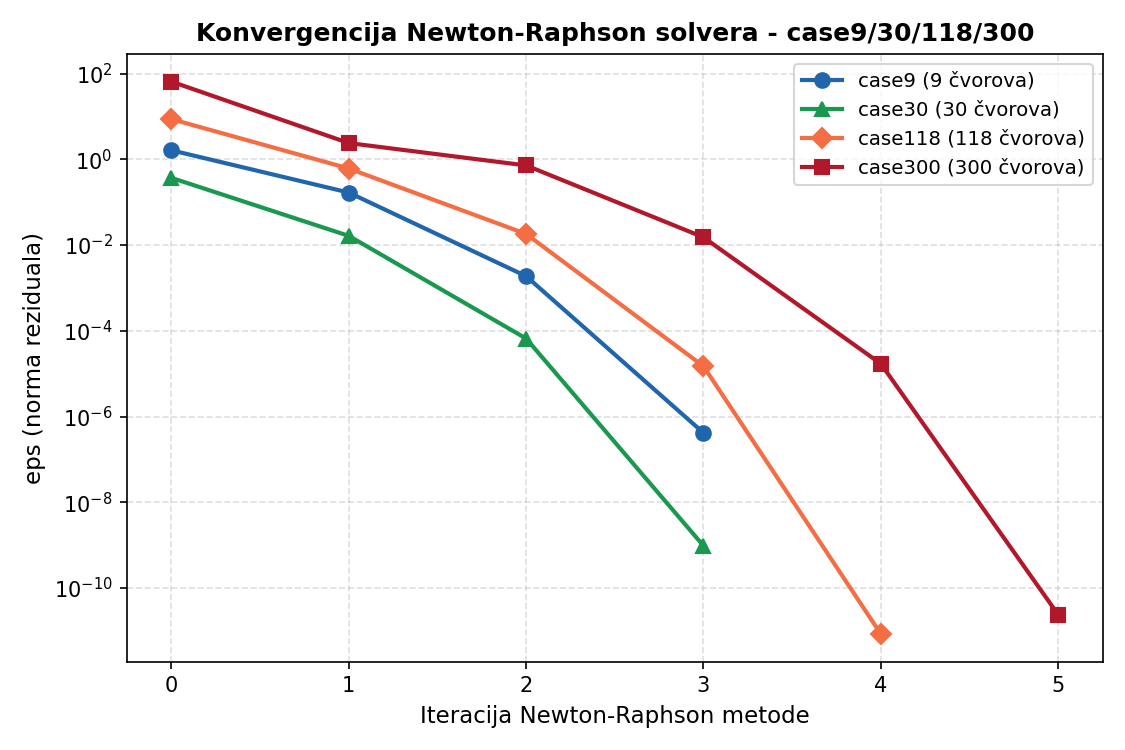 Konvergencija Newton-Raphson solvera - case9/30/118/300
eps (norma reziduala)
10^2
10^0
10^-2
10^-4
10^-6
10^-8
10^-10
case9 (9 čvorova)
case30 (30 čvorova)
case118 (118 čvorova)
case300 (300 čvorova)
0 1 2 3 4 5
Iteracija Newton-Raphson metode